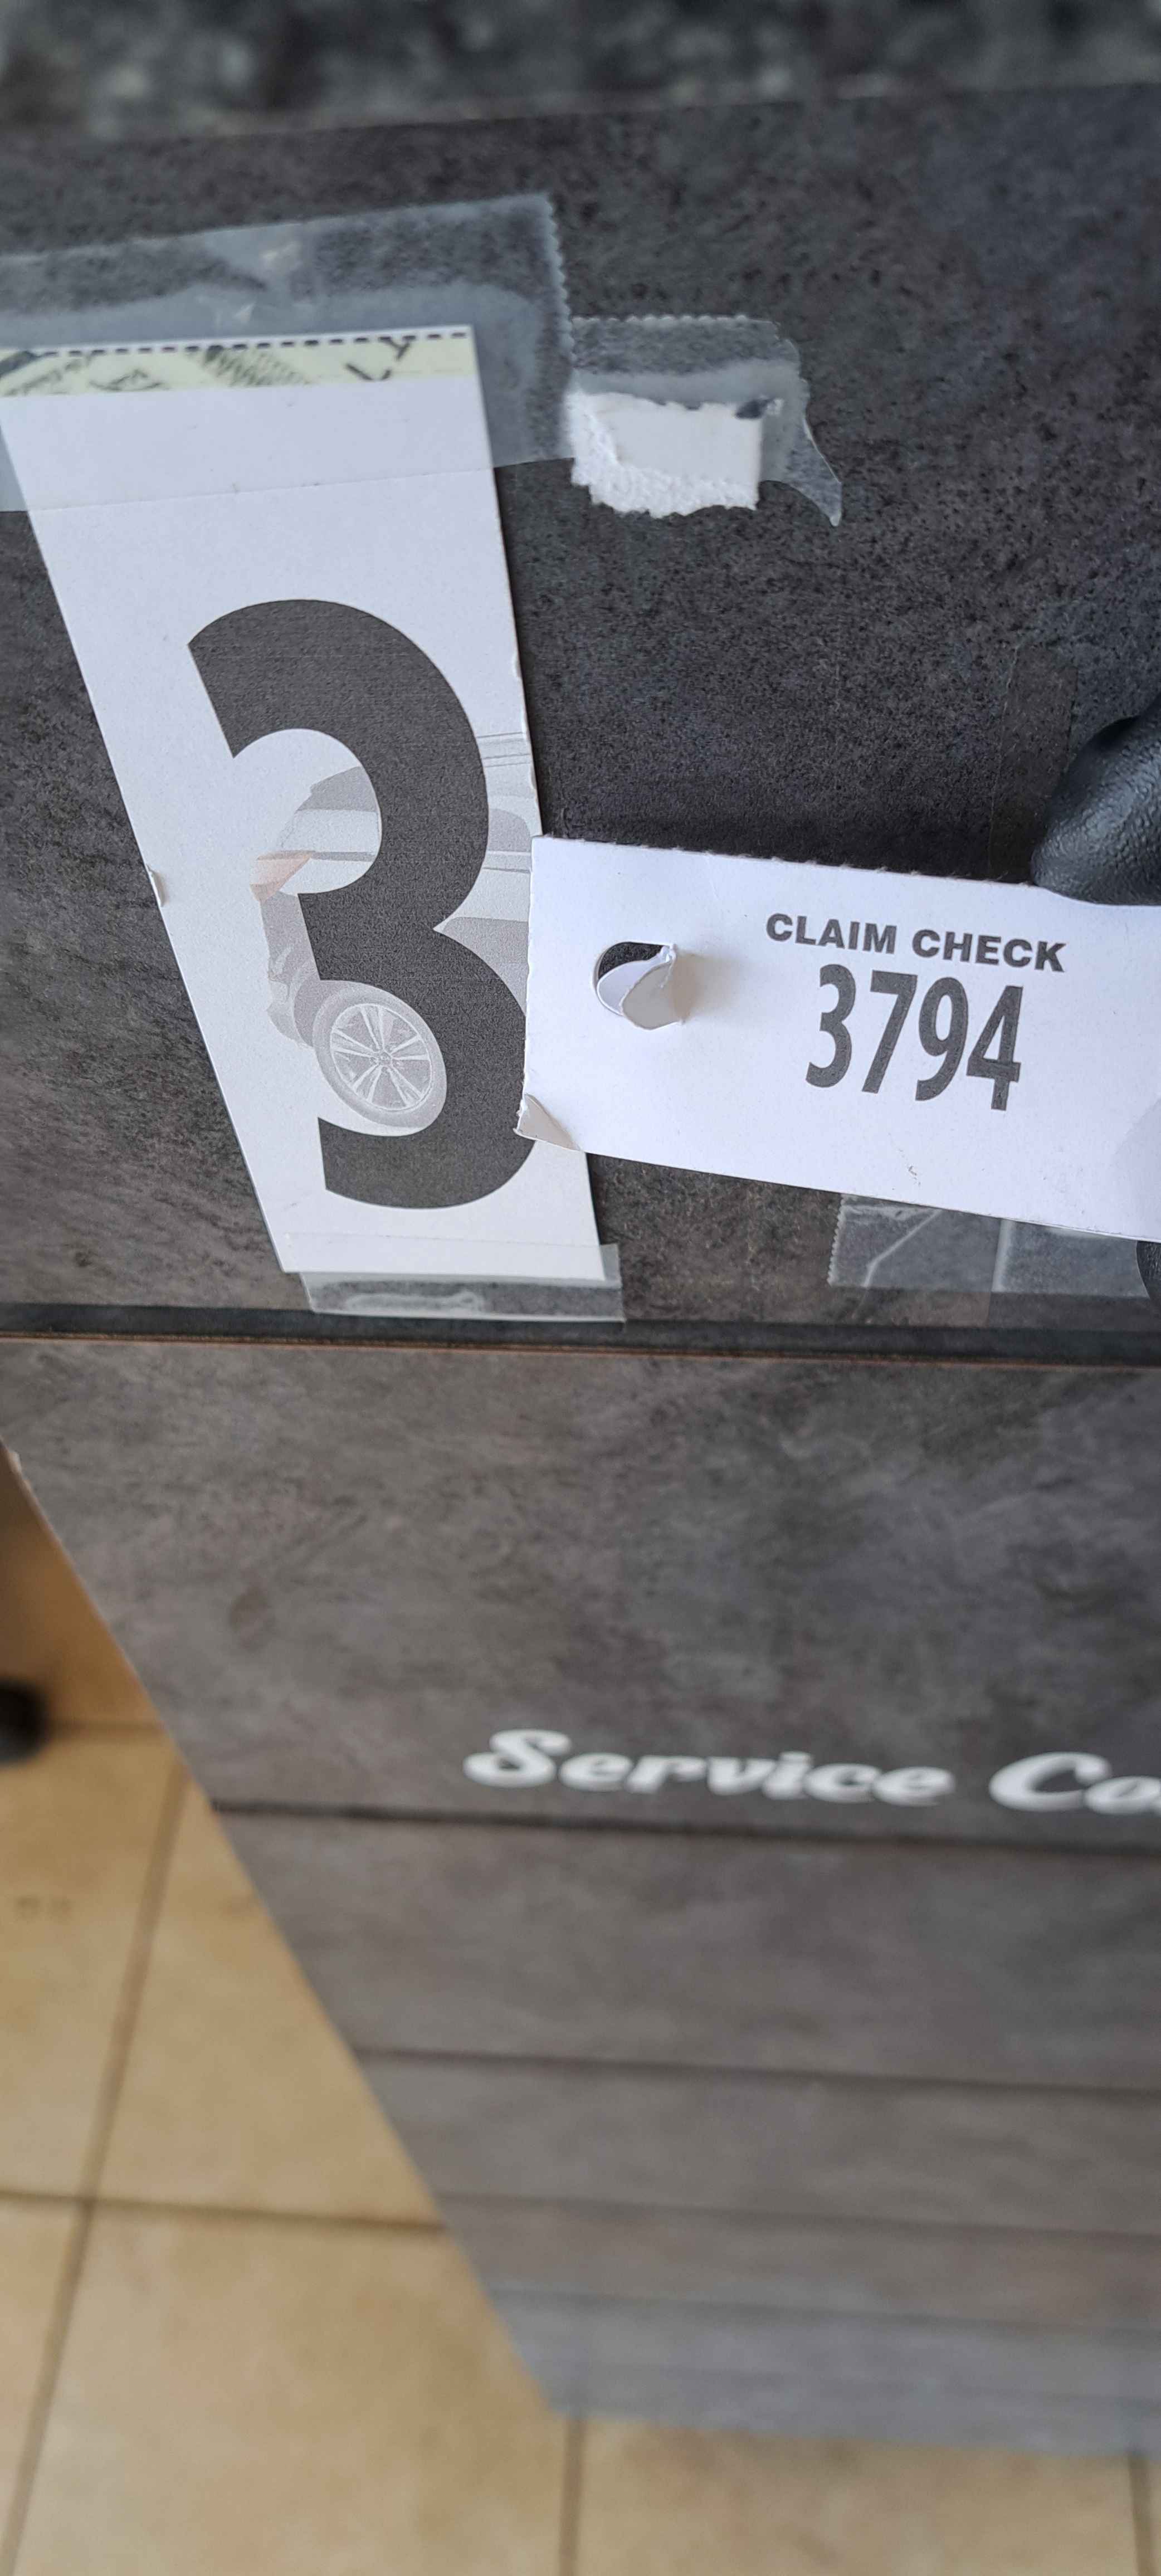 3
CLAIM CHECK
3794
Service Co